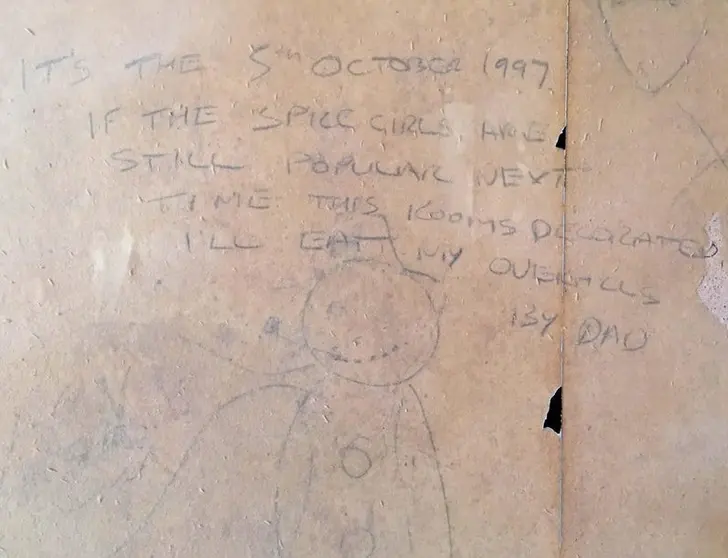 IT'S THE 5TH OCTOBER 1997
IF THE SPICE GIRLS ARE
STILL POPULAR NEXT
TIME THIS ROOMS DECORATED
I'LL EAT MY OVERALLS
BY DAD